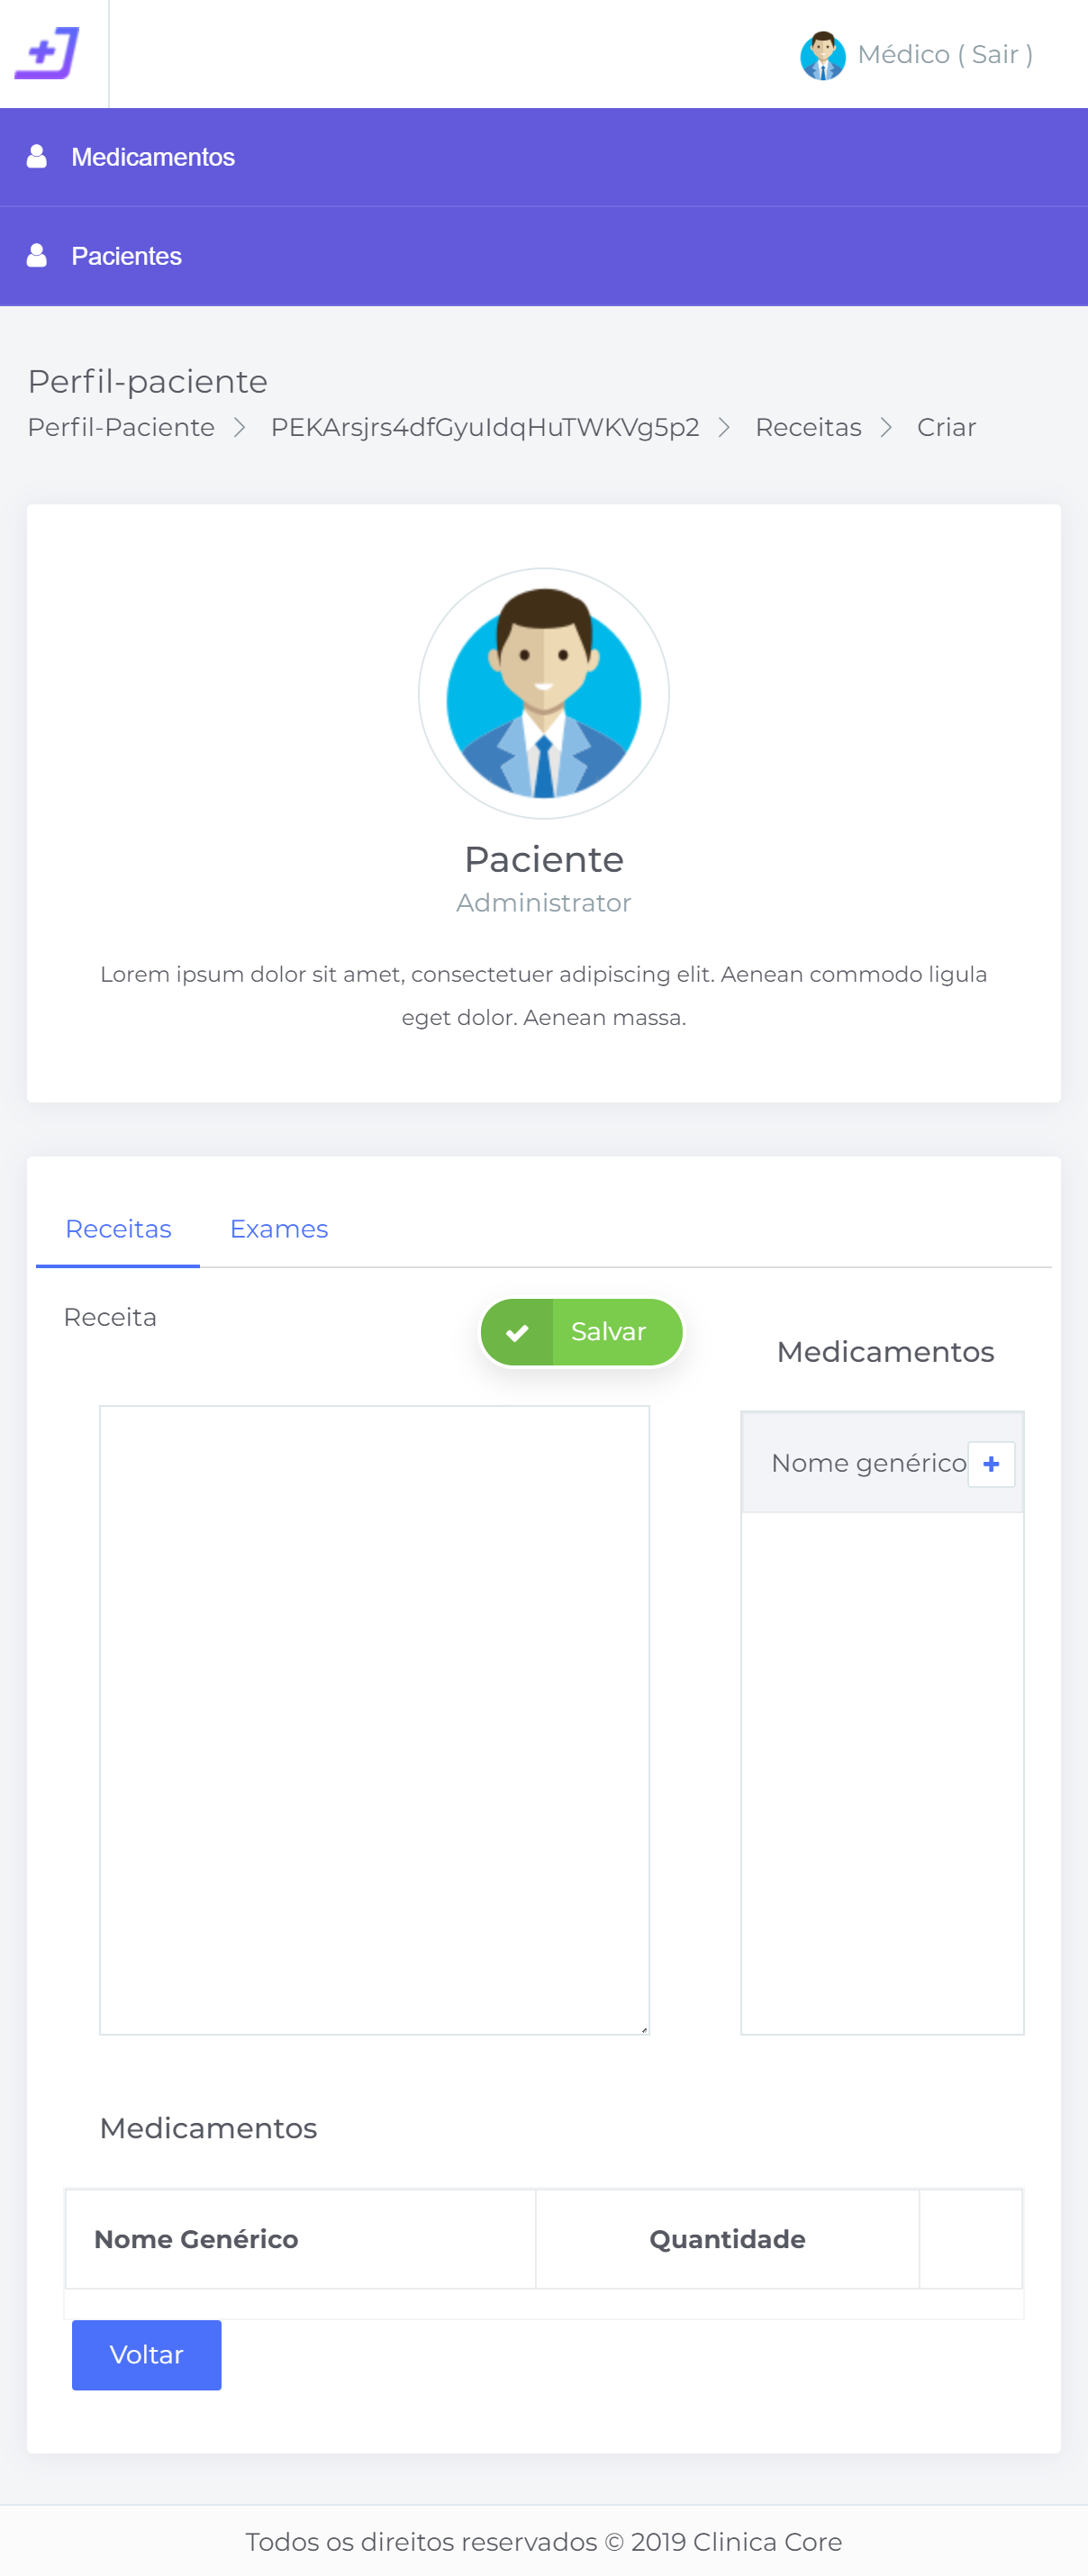 Médico ( Sair )
Medicamentos
Pacientes
Perfil-paciente
Perfil-Paciente PEKArsjrs4dfGyuIdqHuTWKVg5p2 Receitas Criar
Paciente
Administrator
Lorem ipsum dolor sit amet, consectetuer adipiscing elit. Aenean commodo ligula
eget dolor. Aenean massa.
Receitas Exames
Receita
Salvar
Medicamentos
Nome genérico
Medicamentos
Nome Genérico Quantidade
Voltar
Todos os direitos reservados © 2019 Clinica Core